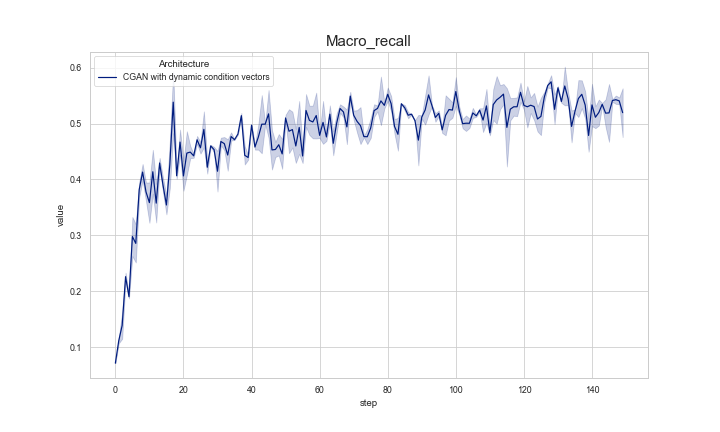 Macro_recall
Architecture
CGAN with dynamic condition vectors
0.6
0.5
0.4
0.3
0.2
0.1
value
0 20 40 60 80 100 120 140
step